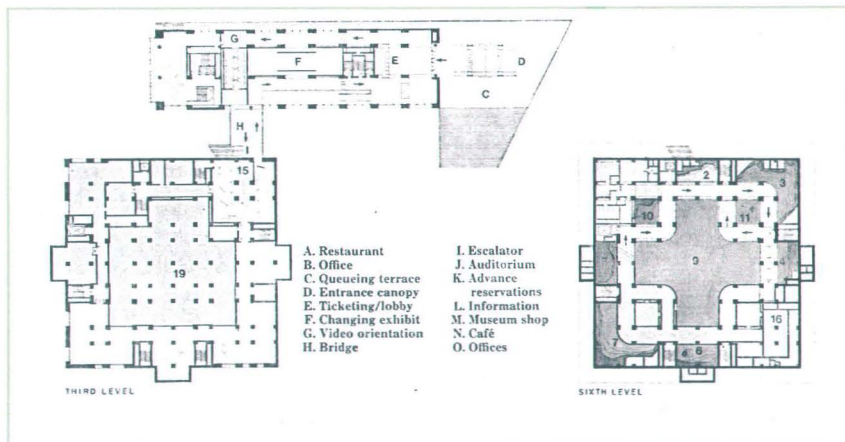 G
F
E
D
C
H
15
19
THIRD LEVEL
A. Restaurant
B. Office
C. Queueing terrace
D. Entrance canopy
E. Ticketing/lobby
F. Changing exhibit
G. Video orientation
H. Bridge
I. Escalator
J. Auditorium
K. Advance
reservations
L. Information
M. Museum shop
N. Café
O. Offices
2
3
10
11
9
16
7
6
SIXTH LEVEL